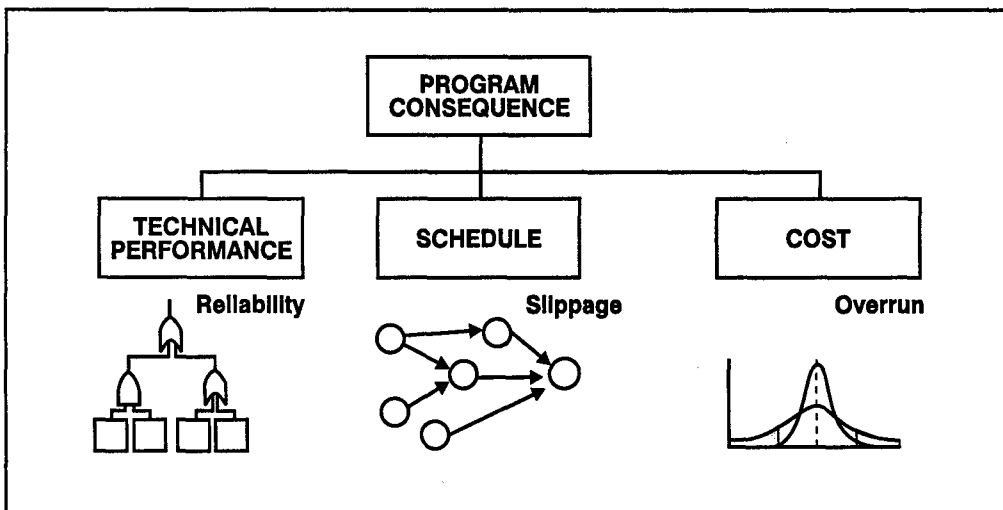 PROGRAM
CONSEQUENCE
TECHNICAL
PERFORMANCE
SCHEDULE
COST
Reliability
Slippage
Overrun